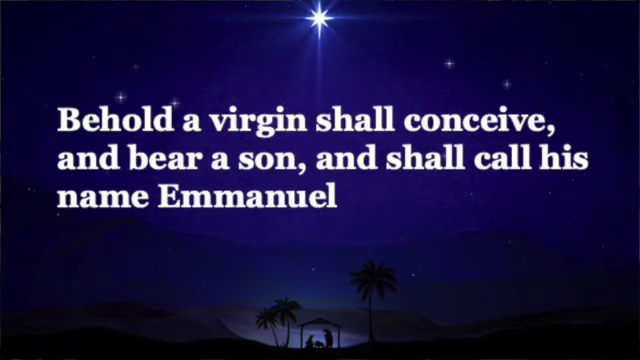 Behold a virgin shall conceive,
and bear a son, and shall call his
name Emmanuel